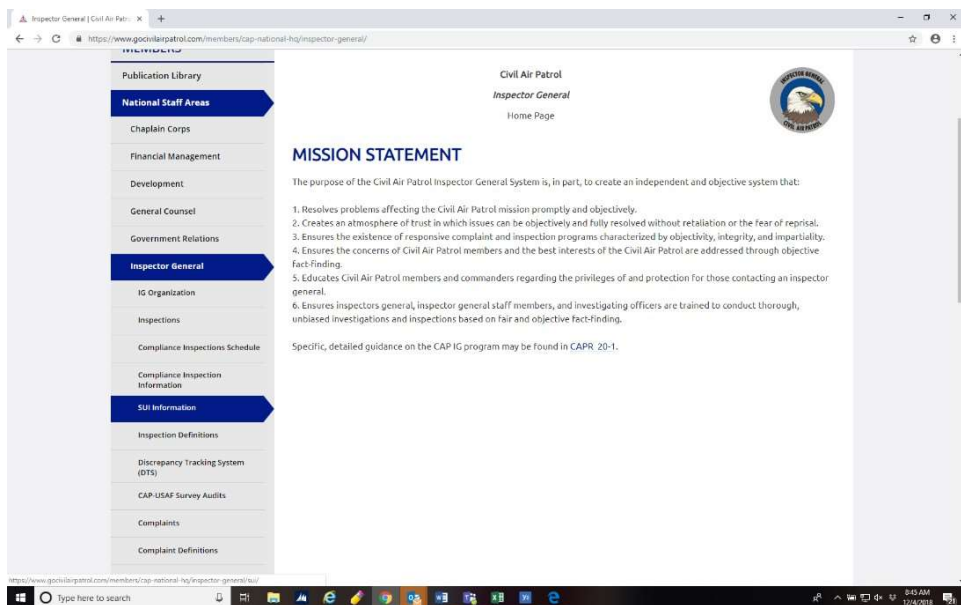 Inspector General | Civil Air Patr
https://www.gocivilairpatrol.com/members/cap-national-hq/inspector-general/
MEMBERS
Publication Library
National Staff Areas
Chaplain Corps
Financial Management
Development
General Counsel
Government Relations
Inspector General
IG Organization
Inspections
Compliance Inspections Schedule
Compliance Inspection
Information
SUI Information
Inspection Definitions
Discrepancy Tracking System
(DTS)
CAP-USAF Survey Audits
Complaints
Complaint Definitions
Civil Air Patrol
Inspector General
Home Page
INSPECTOR GENERAL
CIVIL AIR PATROL
MISSION STATEMENT
The purpose of the Civil Air Patrol Inspector General System is, in part, to create an independent and objective system that:
1. Resolves problems affecting the Civil Air Patrol mission promptly and objectively.
2. Creates an atmosphere of trust in which issues can be objectively and fully resolved without retaliation or the fear of reprisal.
3. Ensures the existence of responsive complaint and inspection programs characterized by objectivity, integrity, and impartiality.
4. Ensures the concerns of Civil Air Patrol members and the best interests of the Civil Air Patrol are addressed through objective
fact-finding.
5. Educates Civil Air Patrol members and commanders regarding the privileges of and protection for those contacting an inspector
general.
6. Ensures inspectors general, inspector general staff members, and investigating officers are trained to conduct thorough,
unbiased investigations and inspections based on fair and objective fact-finding.
Specific, detailed guidance on the CAP IG program may be found in CAPR 20-1.
https://www.gocivilairpatrol.com/members/cap-national-hq/inspector-general/sui/
Type here to search
8:45 AM
12/4/2018